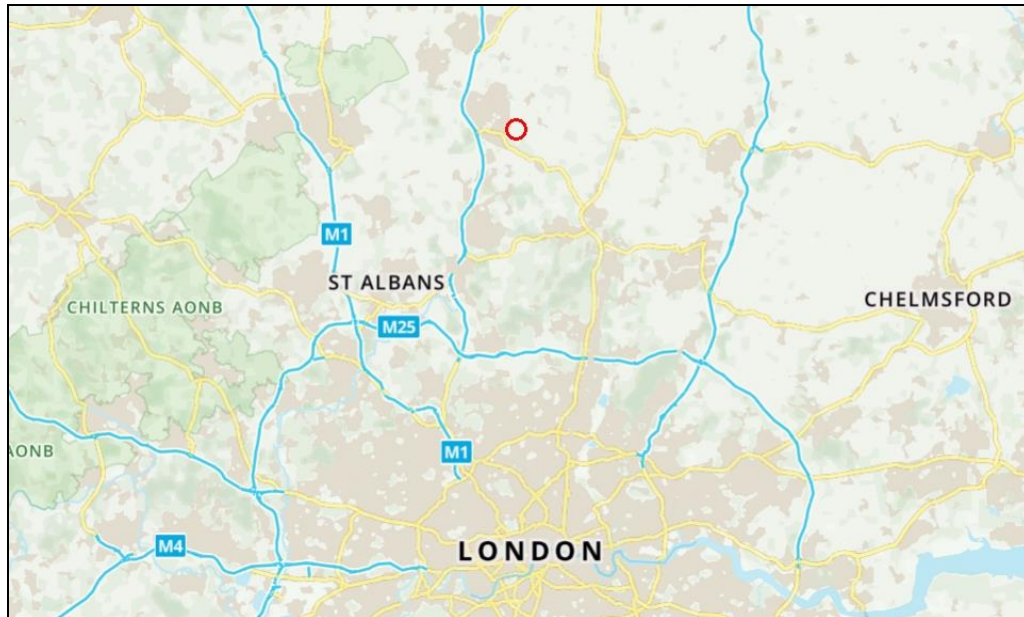 M1
ST ALBANS
CHELMSFORD
CHILTERNS AONB
M25
AONB
M1
M4
LONDON